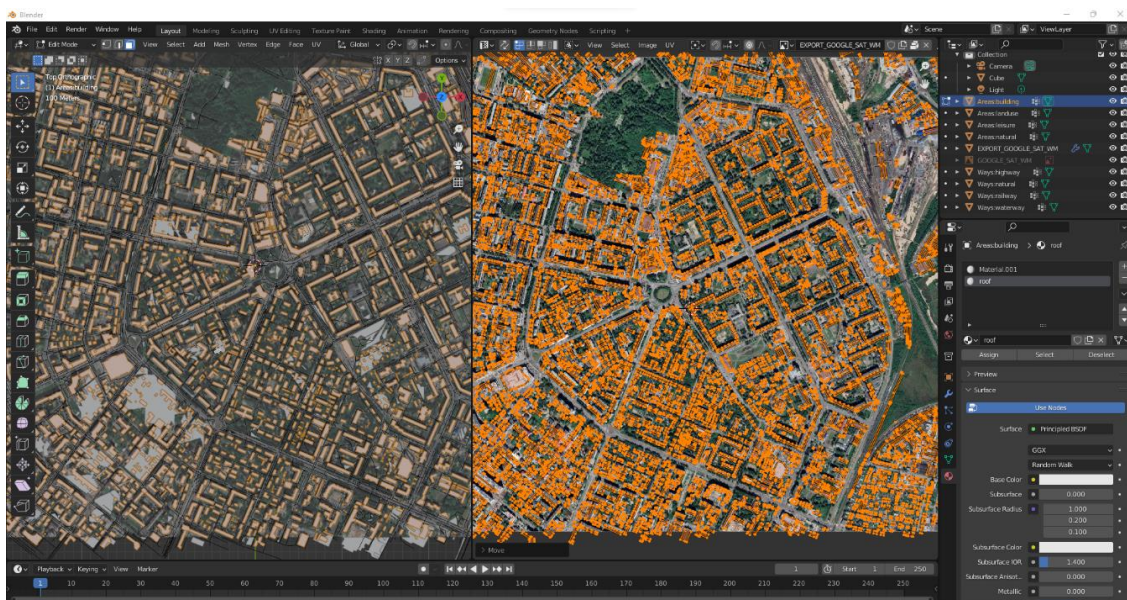 Blender
File Edit Render Window Help Layout Modeling Sculpting UV Editing Texture Paint Shading Animation Rendering Compositing Geometry Nodes Scripting + Scene ViewLayer
Edit Mode View Select Add Mesh Vertex Edge Face UV Global View Select Image UV EXPORT_GOOGLE_SAT_WM
X Y Z Options
Top Orthographic
(1) Areas:building
100 Meters
Move
Collection
Camera
Cube
Light
Areas:building
Areas:landuse
Areas:leisure
Areas:natural
EXPORT_GOOGLE_SAT_WM
GOOGLE_SAT_WM
Ways:highway
Ways:natural
Ways:railway
Ways:waterway
Areas:building > roof
Material.001
roof
roof
Assign Select Deselect
Preview
Surface
Use Nodes
Surface Principled BSDF
GGX
Random Walk
Base Color
Subsurface 0.000
Subsurface Radius 1.000
0.200
0.100
Subsurface Color
Subsurface IOR 1.400
Subsurface Anisot... 0.000
Metallic 0.000
Playback Keying View Marker 1 Start 1 End 250
1 10 20 30 40 50 60 70 80 90 100 110 120 130 140 150 160 170 180 190 200 210 220 230 240 250